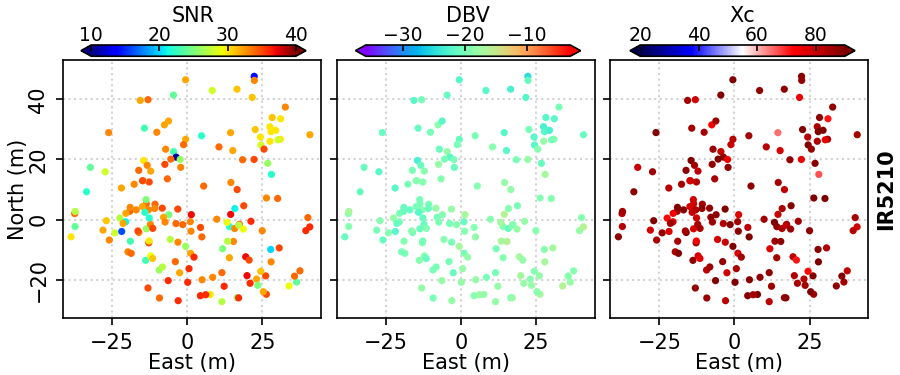 SNR DBV Xc
10 20 30 40 −30 −20 −10 20 40 60 80
40
20
0
−20
North (m)
IR5210
−25 0 25 −25 0 25 −25 0 25
East (m) East (m) East (m)